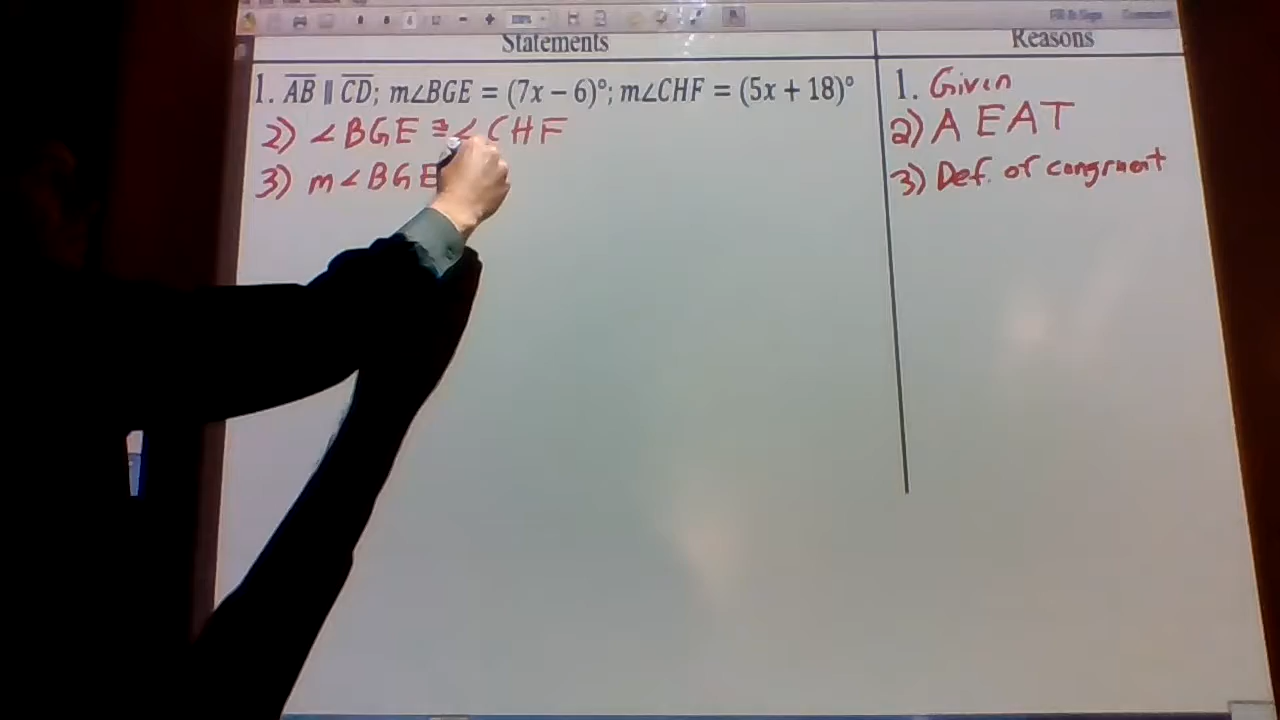 Statements
Reasons
1. AB ∥ CD; m∠BGE = (7x − 6)°; m∠CHF = (5x + 18)°
1. Given
2) ∠BGE ≅ ∠CHF
2) AEAT
3) m∠BGE
3) Def. of congruent